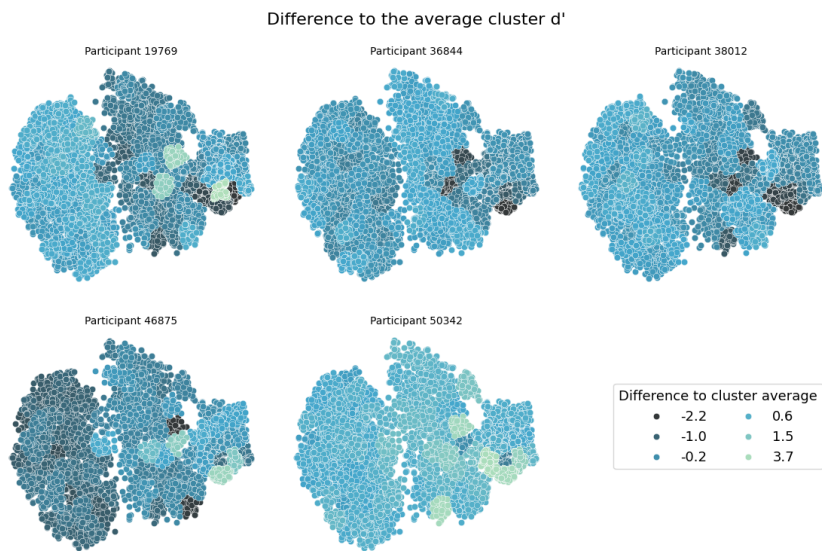 Difference to the average cluster d'
Participant 19769
Participant 36844
Participant 38012
Participant 46875
Participant 50342
Difference to cluster average
-2.2
-1.0
-0.2
0.6
1.5
3.7